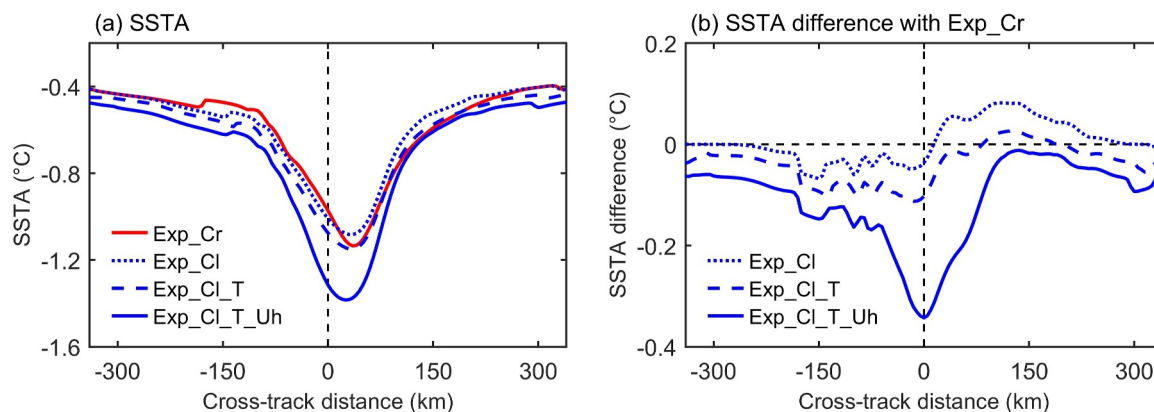 (a) SSTA
-0.4
-0.8
-1.2
-1.6
SSTA (°C)
Exp_Cr
Exp_Cl
Exp_Cl_T
Exp_Cl_T_Uh
-300 -150 0 150 300
Cross-track distance (km)
(b) SSTA difference with Exp_Cr
0.2
0
-0.2
-0.4
SSTA difference (°C)
Exp_Cl
Exp_Cl_T
Exp_Cl_T_Uh
-300 -150 0 150 300
Cross-track distance (km)